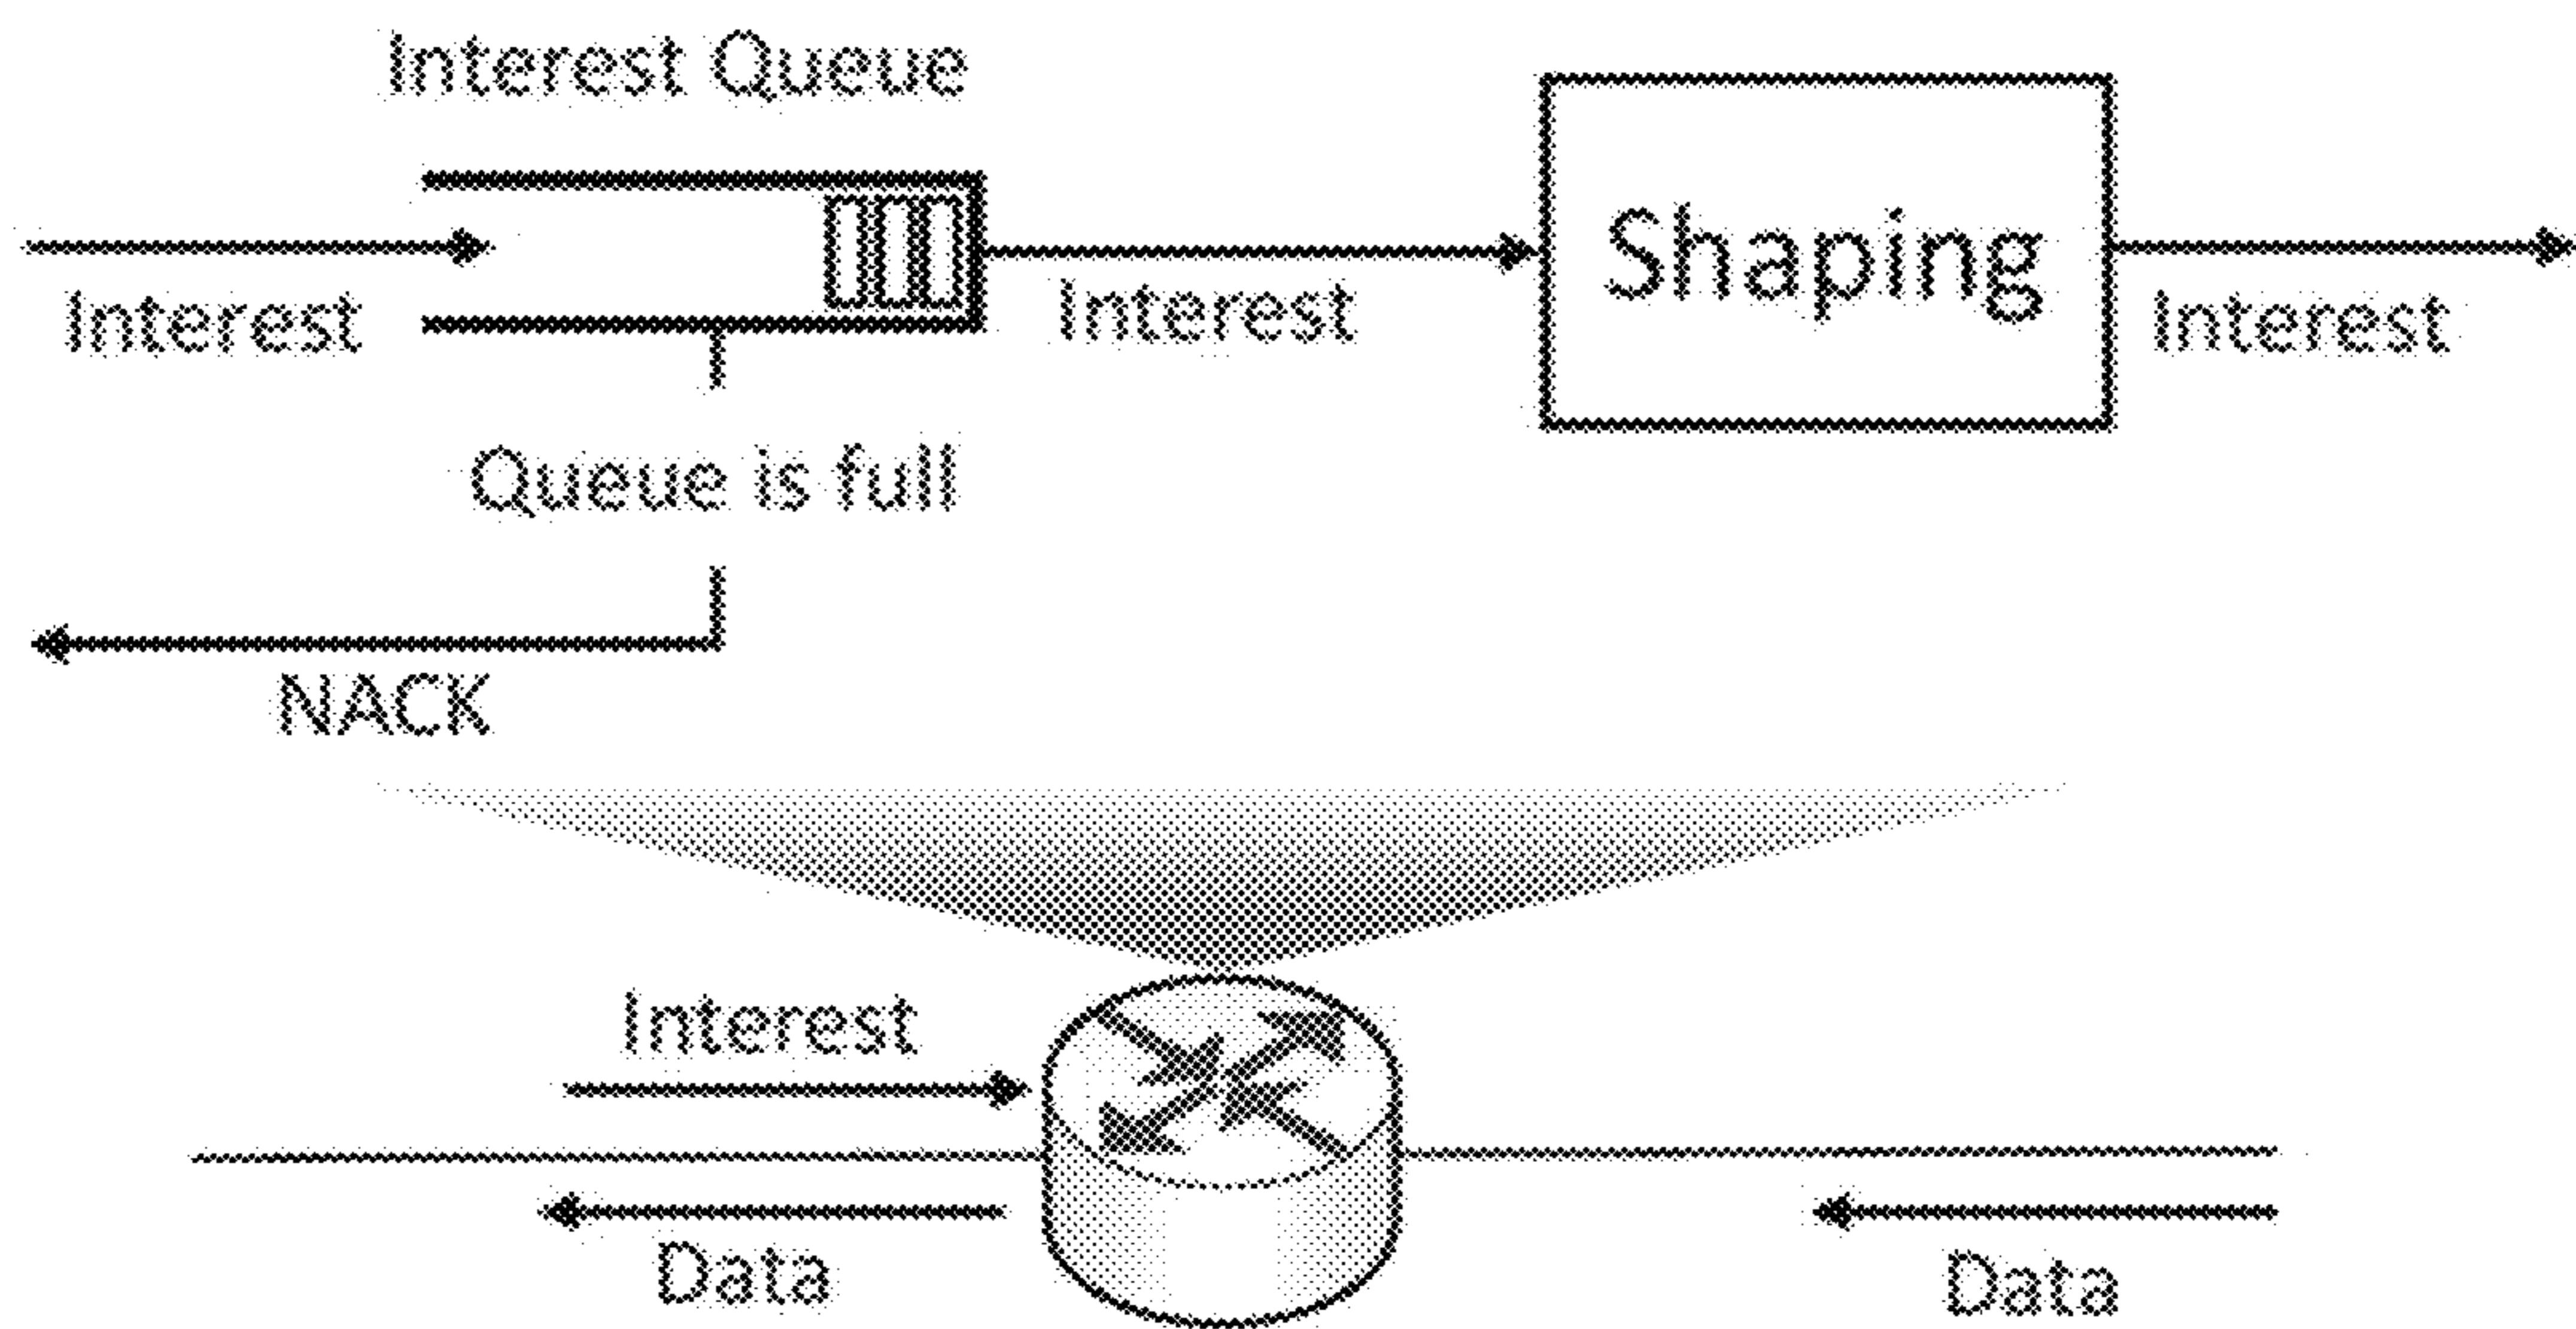 Interest Queue
Interest
Interest
Shaping
Interest
Queue is full
NACK
Interest
Data
Data